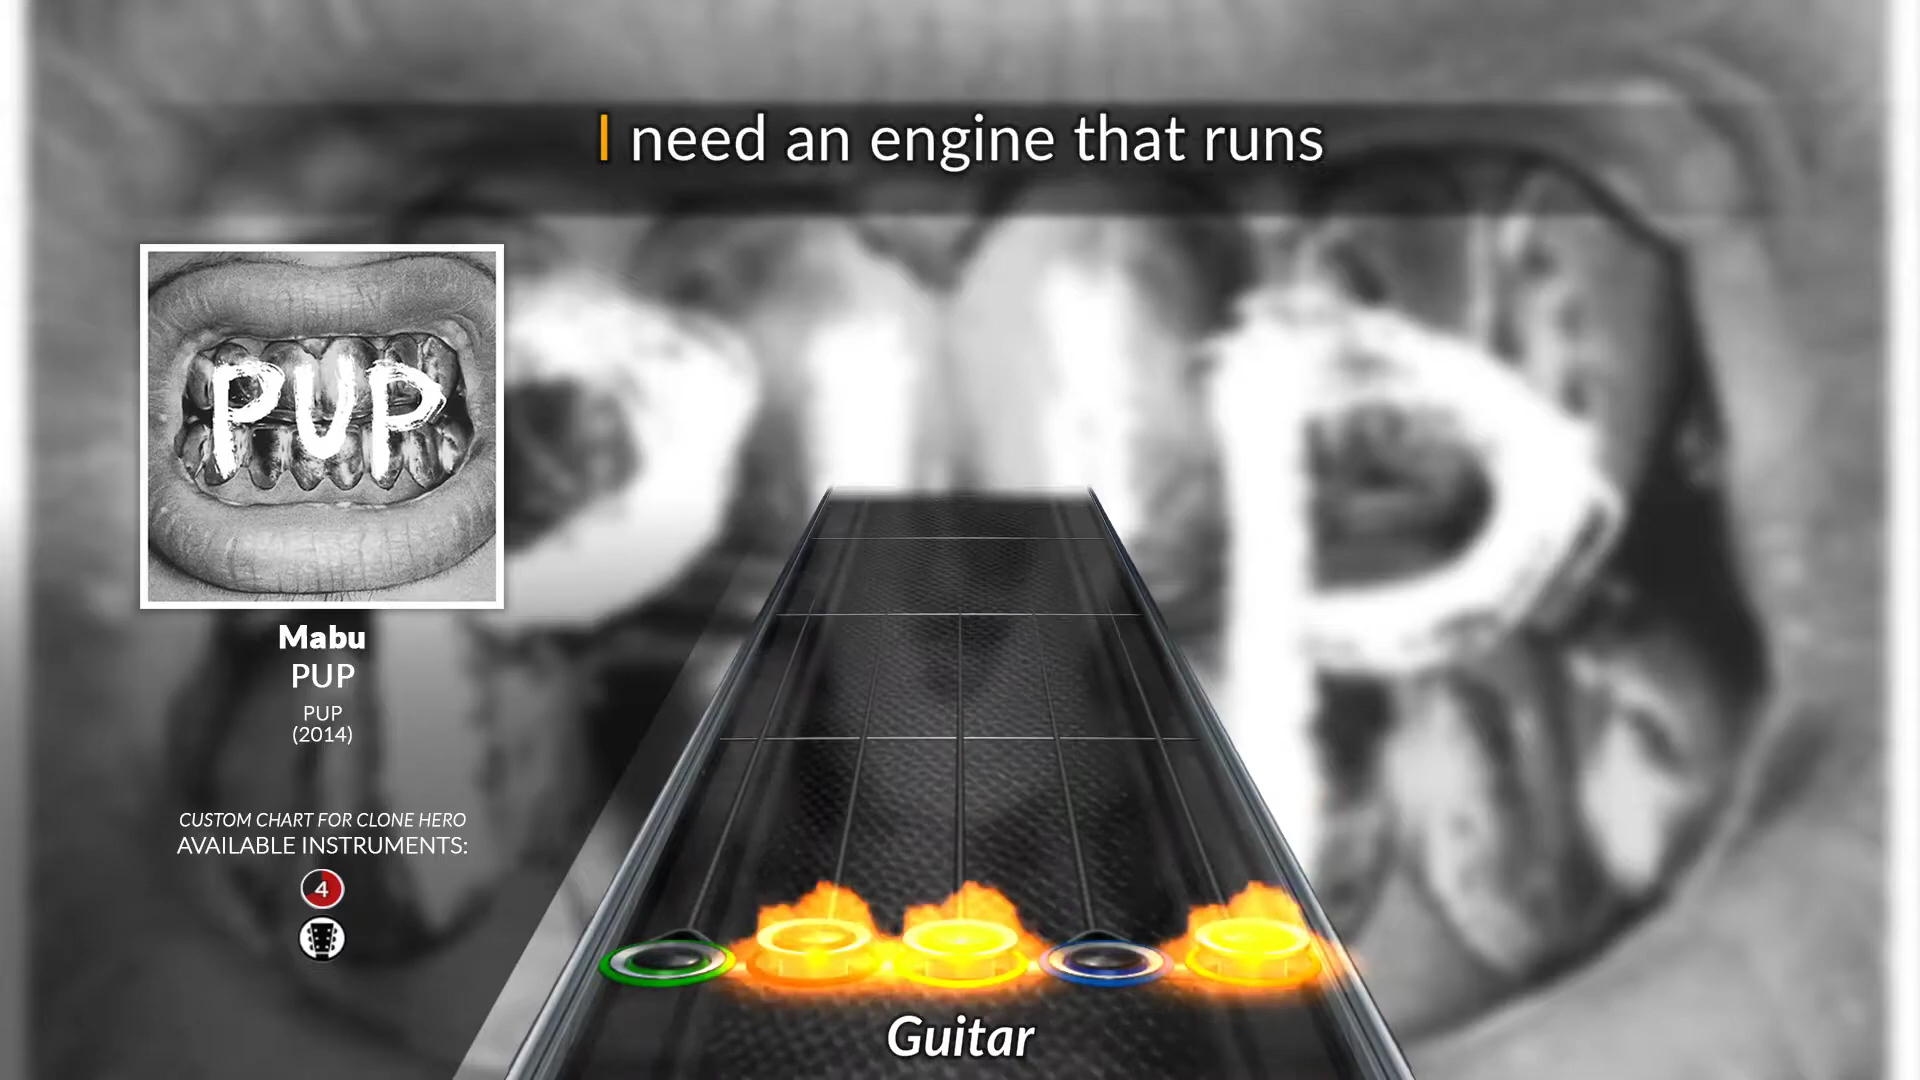 I need an engine that runs
PUP
Mabu
PUP
PUP
(2014)
CUSTOM CHART FOR CLONE HERO
AVAILABLE INSTRUMENTS:
4
Guitar